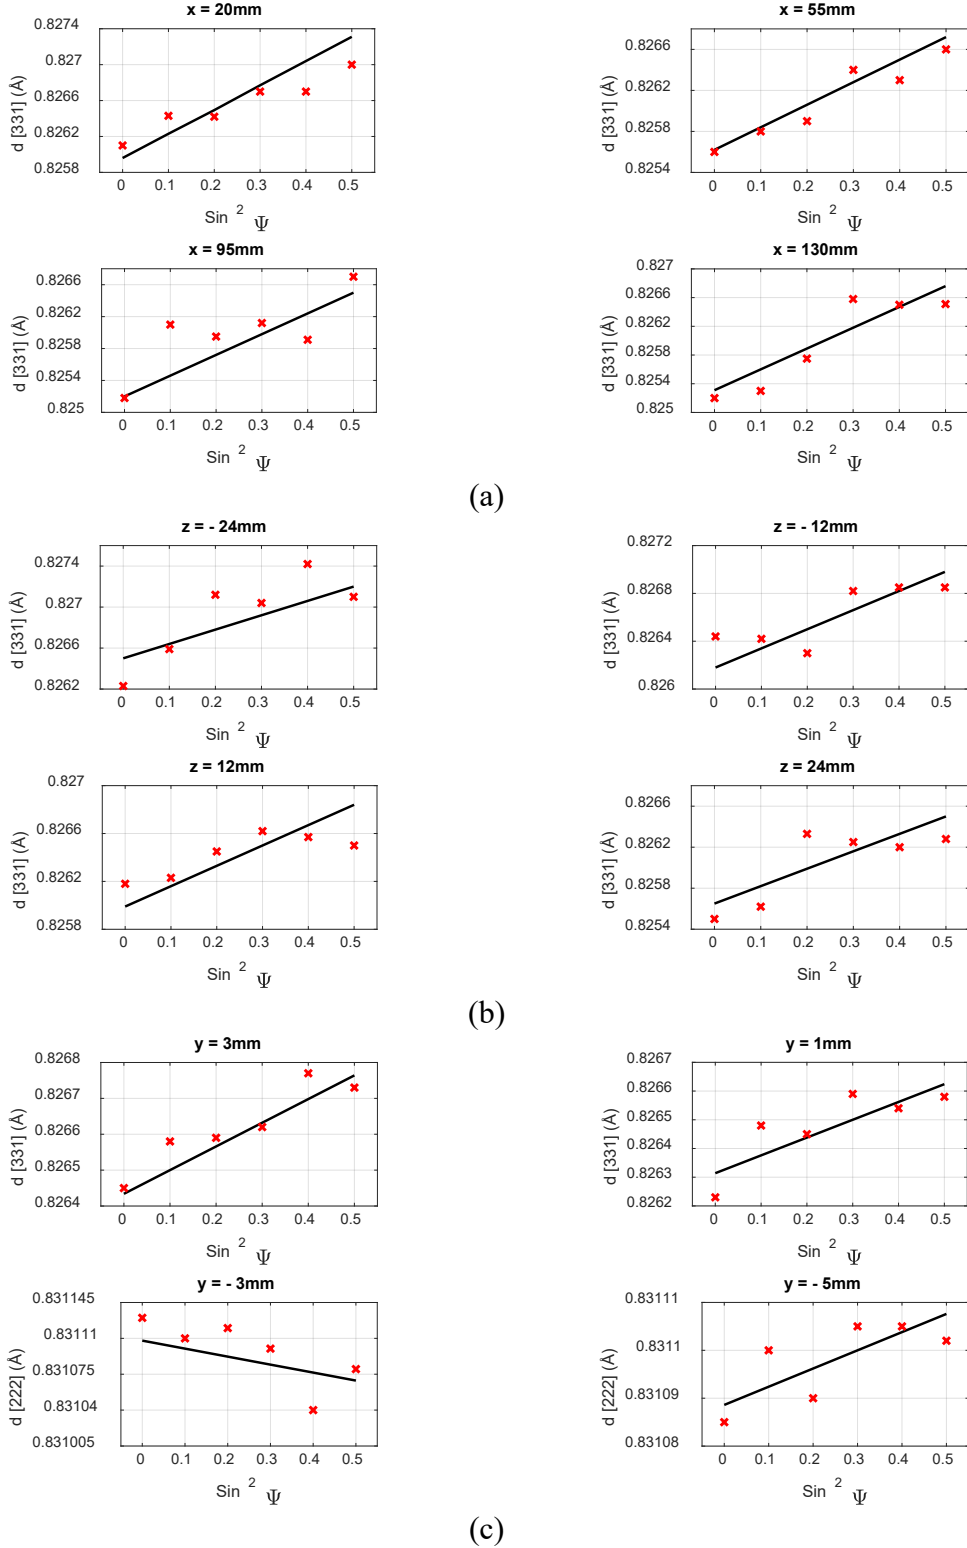 x = 20mm
0.8274
0.827
0.8266
0.8262
0.8258
d [331] (Å)
0 0.1 0.2 0.3 0.4 0.5
Sin 2 Ψ
x = 55mm
0.8266
0.8262
0.8258
0.8254
d [331] (Å)
0 0.1 0.2 0.3 0.4 0.5
Sin 2 Ψ
x = 95mm
0.8266
0.8262
0.8258
0.8254
0.825
d [331] (Å)
0 0.1 0.2 0.3 0.4 0.5
Sin 2 Ψ
x = 130mm
0.827
0.8266
0.8262
0.8258
0.8254
0.825
d [331] (Å)
0 0.1 0.2 0.3 0.4 0.5
Sin 2 Ψ
(a)
z = - 24mm
0.8274
0.827
0.8266
0.8262
d [331] (Å)
0 0.1 0.2 0.3 0.4 0.5
Sin 2 Ψ
z = - 12mm
0.8272
0.8268
0.8264
0.826
d [331] (Å)
0 0.1 0.2 0.3 0.4 0.5
Sin 2 Ψ
z = 12mm
0.827
0.8266
0.8262
0.8258
d [331] (Å)
0 0.1 0.2 0.3 0.4 0.5
Sin 2 Ψ
z = 24mm
0.8266
0.8262
0.8258
0.8254
d [331] (Å)
0 0.1 0.2 0.3 0.4 0.5
Sin 2 Ψ
(b)
y = 3mm
0.8268
0.8267
0.8266
0.8265
0.8264
d [331] (Å)
0 0.1 0.2 0.3 0.4 0.5
Sin 2 Ψ
y = 1mm
0.8267
0.8266
0.8265
0.8264
0.8263
0.8262
d [331] (Å)
0 0.1 0.2 0.3 0.4 0.5
Sin 2 Ψ
y = - 3mm
0.831145
0.83111
0.831075
0.83104
0.831005
d [222] (Å)
0 0.1 0.2 0.3 0.4 0.5
Sin 2 Ψ
y = - 5mm
0.83111
0.8311
0.83109
0.83108
d [222] (Å)
0 0.1 0.2 0.3 0.4 0.5
Sin 2 Ψ
(c)